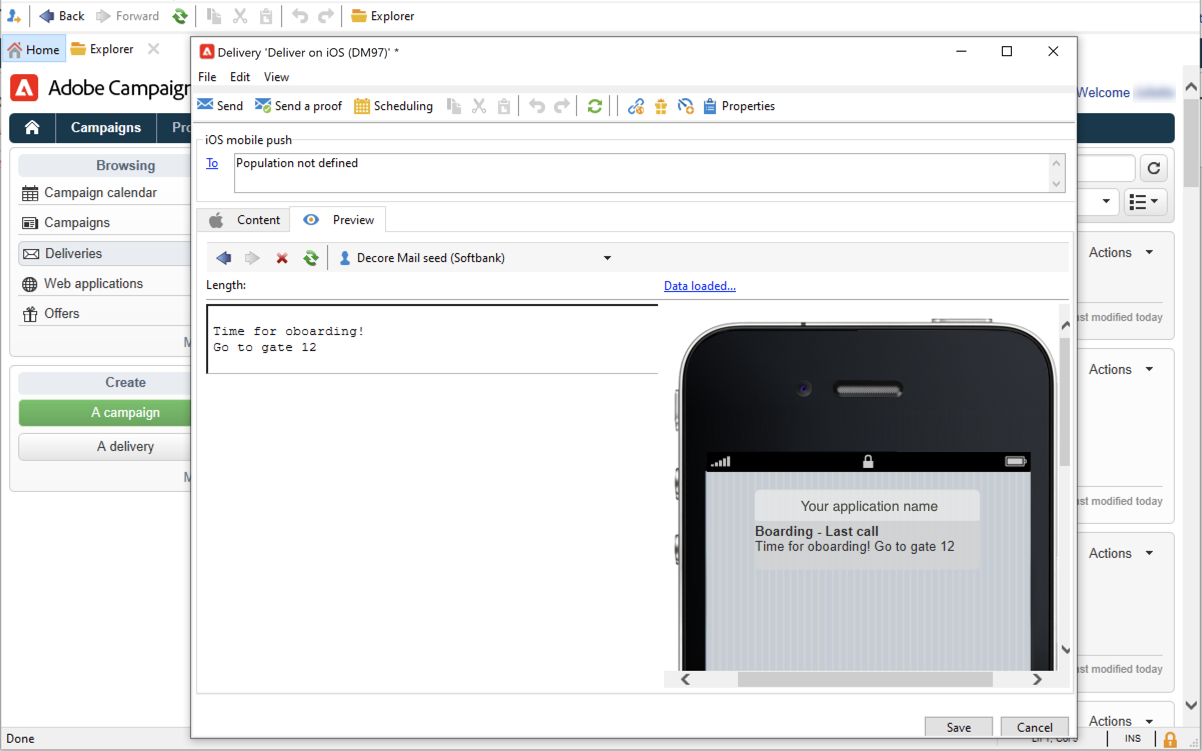 Back Forward Explorer
Home Explorer
Delivery 'Deliver on iOS (DM97)' *
File Edit View
Adobe Campaign
Send Send a proof Scheduling Properties
Welcome
Campaigns Pro
iOS mobile push
To Population not defined
Browsing
Campaign calendar
Campaigns
Deliveries
Web applications
Offers
M
Create
A campaign
A delivery
M
Content Preview
Decore Mail seed (Softbank)
Length: Data loaded...
Time for oboarding!
Go to gate 12
Your application name
Boarding - Last call
Time for oboarding! Go to gate 12
Actions
st modified today
Actions
st modified today
Actions
st modified today
Actions
Save Cancel
Done INS